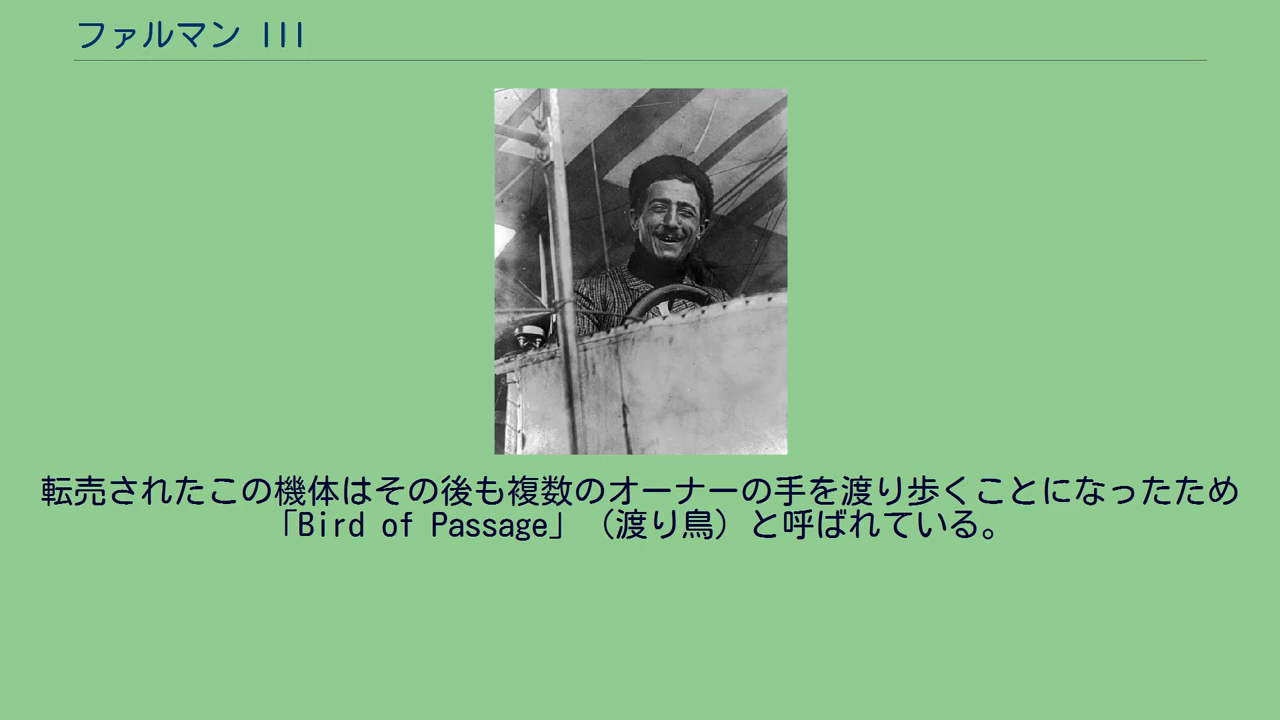 ファルマン III
転売されたこの機体はその後も複数のオーナーの手を渡り歩くことになったため
「Bird of Passage」（渡り鳥）と呼ばれている。